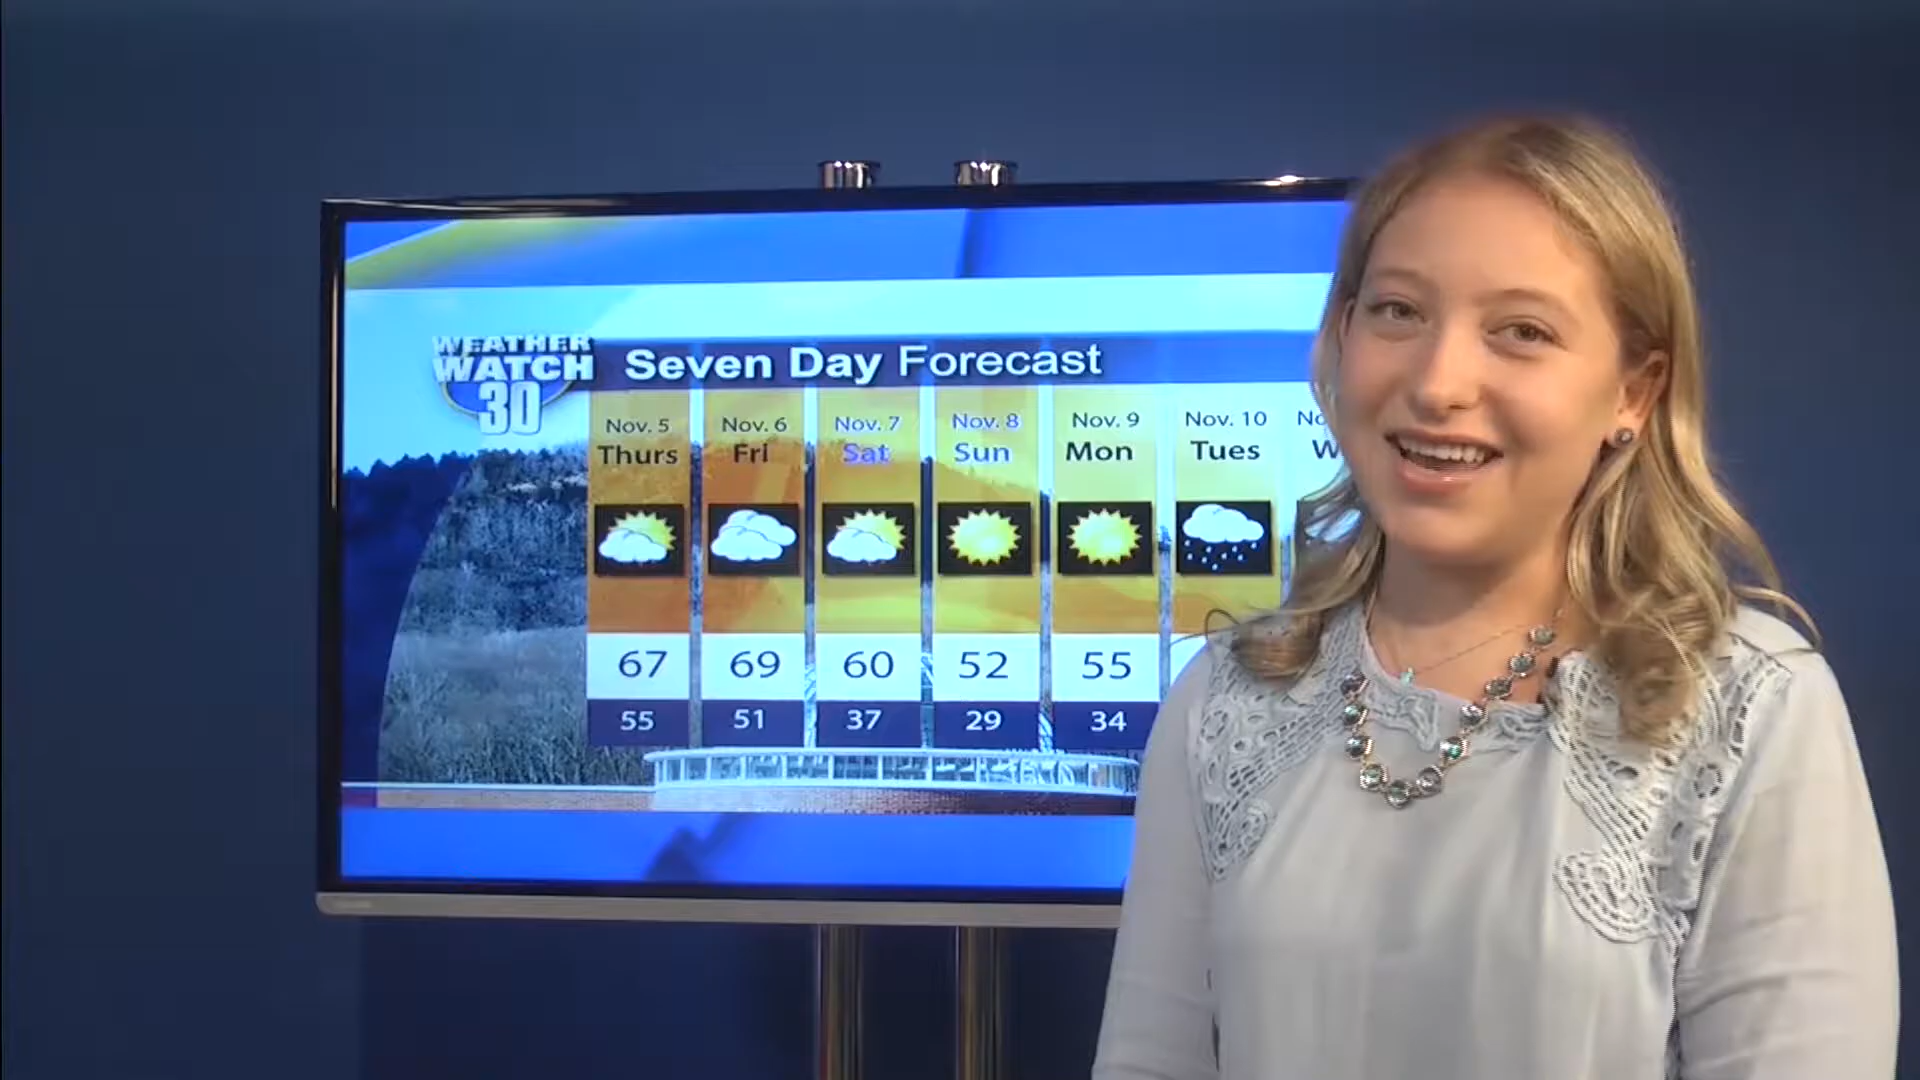 WEATHER
WATCH
30
Seven Day Forecast
Nov. 5 Nov. 6 Nov. 7 Nov. 8 Nov. 9 Nov. 10
Thurs Fri Sat Sun Mon Tues
67 69 60 52 55
55 51 37 29 34